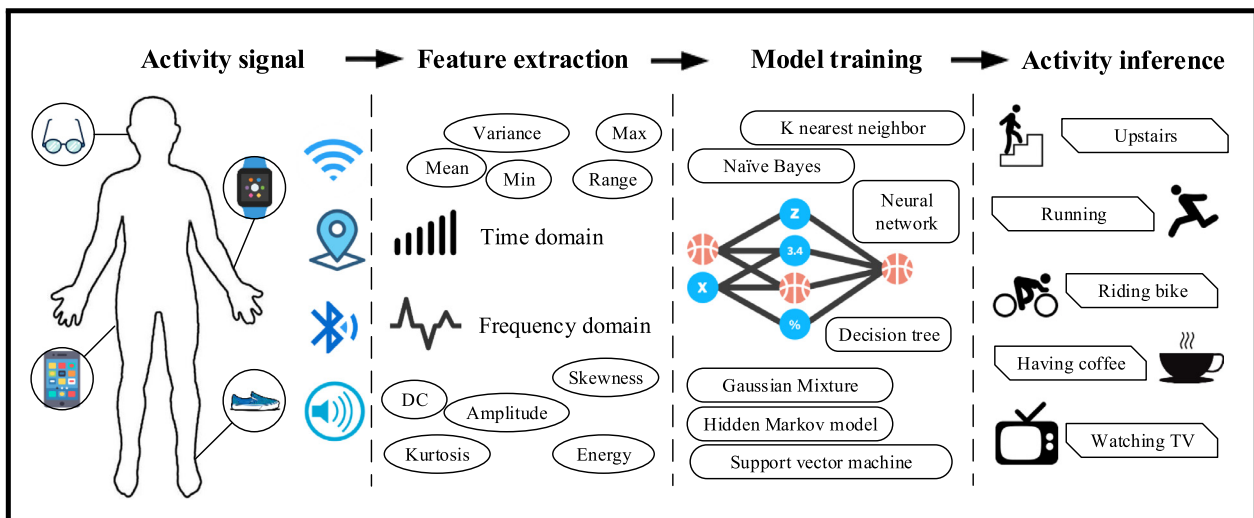 Activity signal
Feature extraction
Model training
Activity inference
Variance
Max
Mean
Min
Range
Time domain
Frequency domain
Skewness
DC
Amplitude
Kurtosis
Energy
K nearest neighbor
Naïve Bayes
Neural
network
Z
3.4
X
%
Decision tree
Gaussian Mixture
Hidden Markov model
Support vector machine
Upstairs
Running
Riding bike
Having coffee
Watching TV